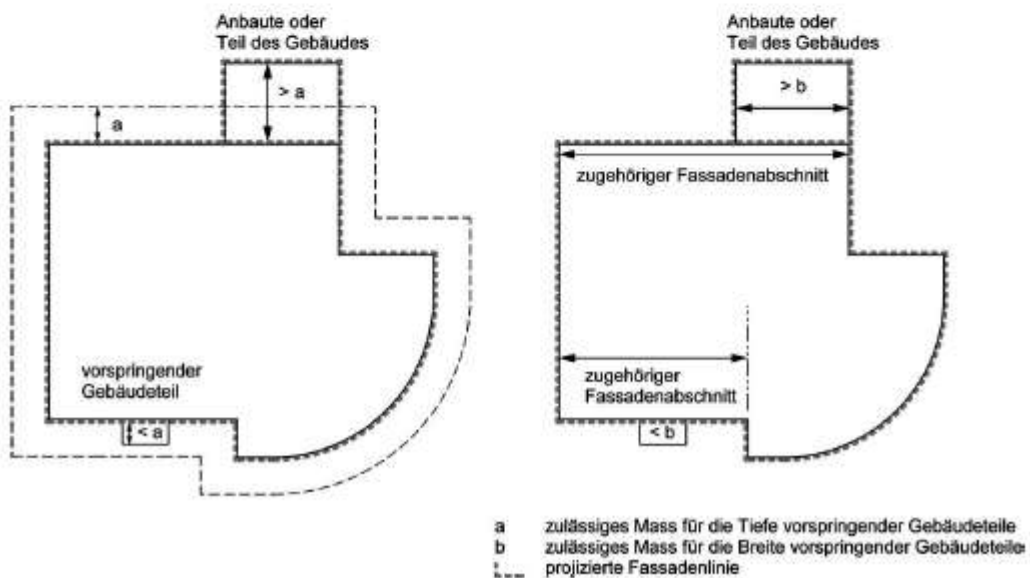 Anbaute oder
Teil des Gebäudes
> a
a
vorspringender
Gebäudeteil
< a
Anbaute oder
Teil des Gebäudes
> b
zugehöriger Fassadenabschnitt
zugehöriger
Fassadenabschnitt
< b
a zulässiges Mass für die Tiefe vorspringender Gebäudeteile
b zulässiges Mass für die Breite vorspringender Gebäudeteile
projizierte Fassadenlinie